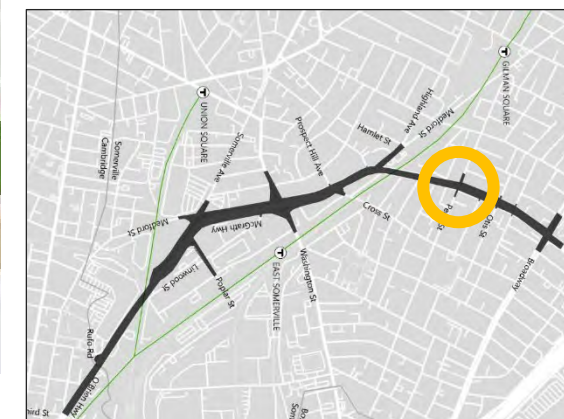 T
GILMAN SQUARE
T
UNION SQUARE
Highland Ave
Medford St
Hamlet St
Prospect Hill Ave
Somerville Ave
Somerville
Cambridge
Cross St
Otis St
Medford St
McGrath Hwy
Broadway
Washington St
T
EAST SOMERVILLE
Linwood St
Poplar St
Rufo Rd
O'Brien Hwy
hird St